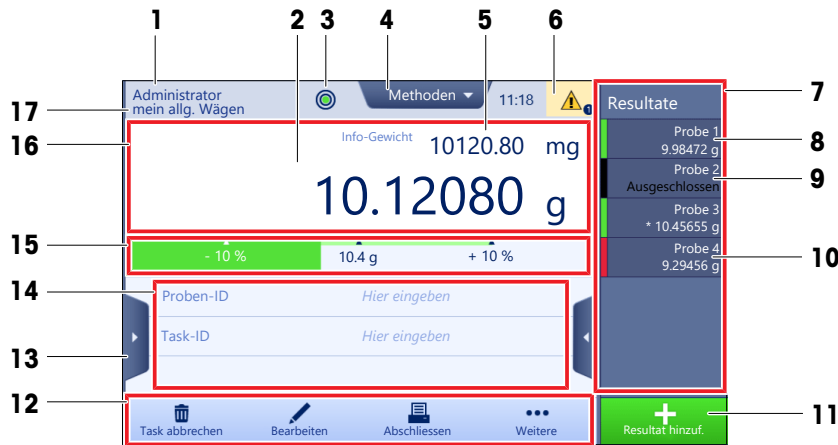 1
2
3
4
5
6
Administrator
mein allg. Wägen
Methoden
11:18
1
Resultate
7
17
16
Info-Gewicht 10120.80 mg
10.12080 g
Probe 1
9.98472 g
8
Probe 2
Ausgeschlossen
9
Probe 3
* 10.45655 g
Probe 4
9.29456 g
10
15
- 10 % 10.4 g + 10 %
14
Proben-ID Hier eingeben
Task-ID Hier eingeben
13
12
Task abbrechen Bearbeiten Abschliessen Weitere
Resultat hinzuf.
11